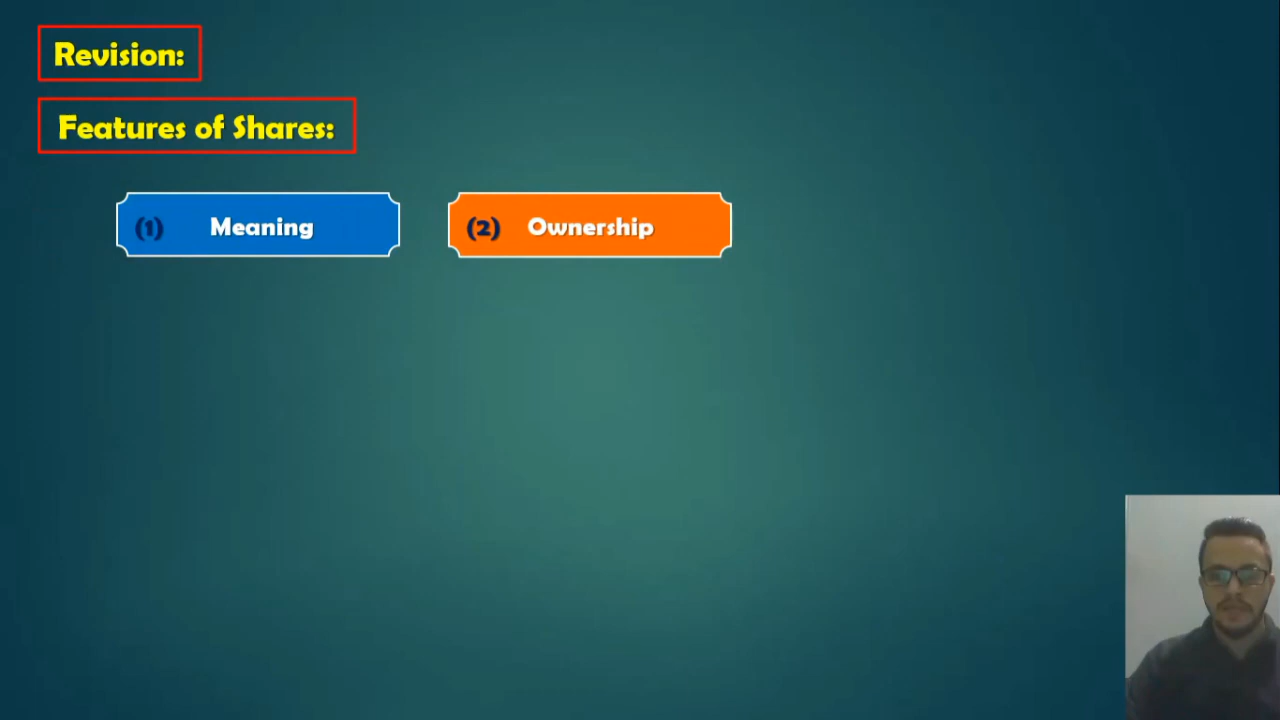 Revision:
Features of Shares:
(1) Meaning
(2) Ownership